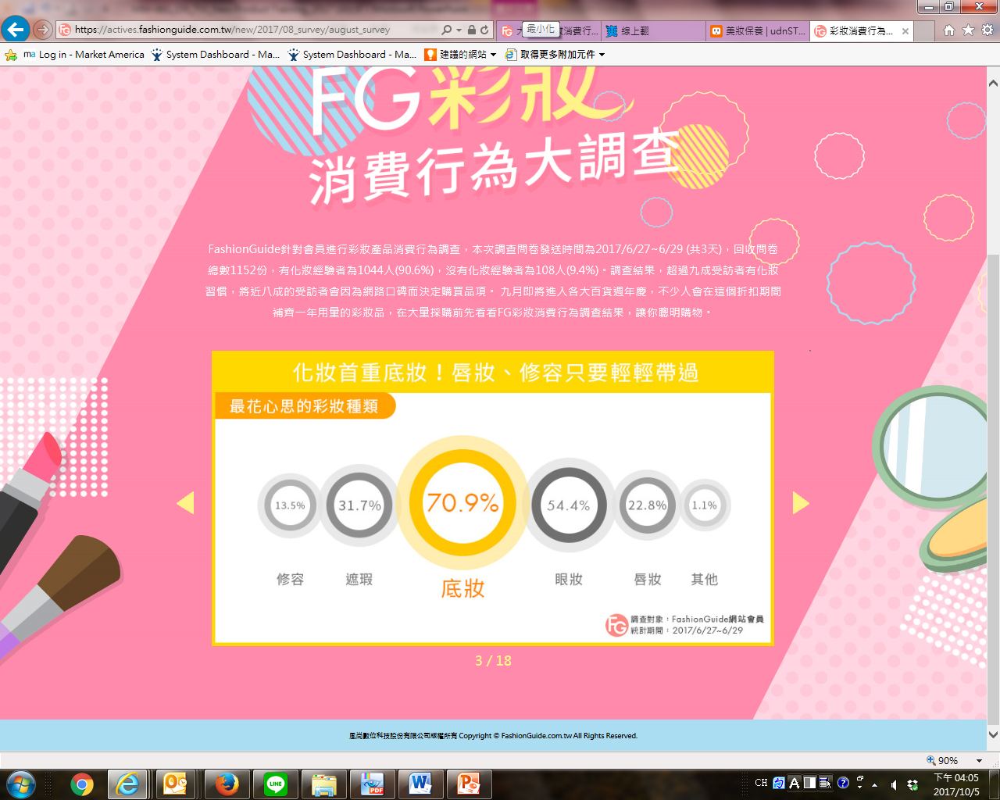 https://actives.fashionguide.com.tw/new/2017/08_survey/august_survey
最小化
消費行...
線上翻
美妝保養 | udnST...
彩妝消費行為...
Log in - Market America
System Dashboard - Ma...
System Dashboard - Ma...
建議的網站
取得更多附加元件
FG彩妝
消費行為大調查
FashionGuide針對會員進行彩妝產品消費行為調查，本次調查問卷發送時間為2017/6/27~6/29 (共3天)，回收問卷
總數1152份，有化妝經驗者為1044人(90.6%)，沒有化妝經驗者為108人(9.4%)。調查結果，超過九成受訪者有化妝
習慣，將近八成的受訪者會因為網路口碑而決定購買品項。 九月即將進入各大百貨週年慶，不少人會在這個折扣期間
補齊一年用量的彩妝品，在大量採購前先看看FG彩妝消費行為調查結果，讓你聰明購物。
化妝首重底妝！唇妝、修容只要輕輕帶過
最花心思的彩妝種類
13.5%
31.7%
70.9%
54.4%
22.8%
1.1%
修容
遮瑕
底妝
眼妝
唇妝
其他
FG
調查對象：FashionGuide網站會員
統計期間：2017/6/27~6/29
3 / 18
風尚數位科技股份有限公司版權所有 Copyright © FashionGuide.com.tw All Rights Reserved.
90%
CH
下午 04:05
2017/10/5